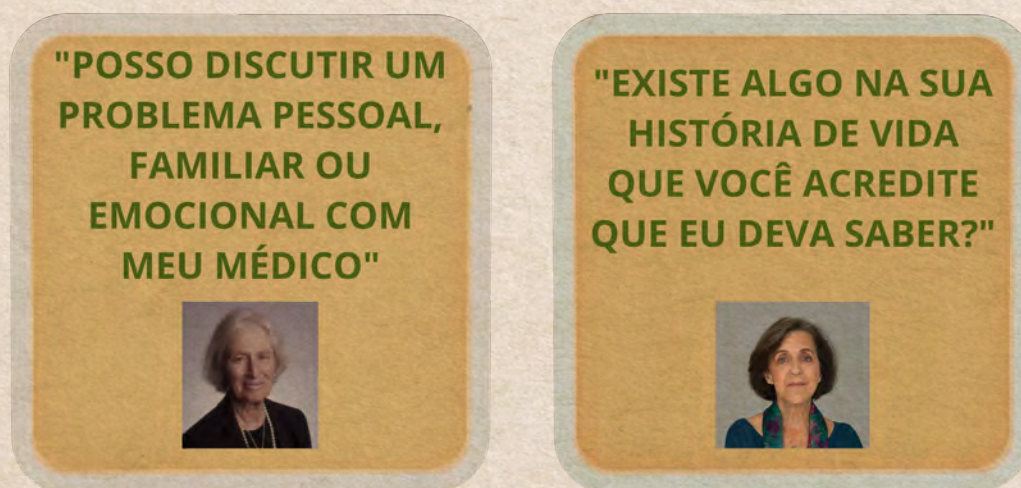 "POSSO DISCUTIR UM
PROBLEMA PESSOAL,
FAMILIAR OU
EMOCIONAL COM
MEU MÉDICO"
"EXISTE ALGO NA SUA
HISTÓRIA DE VIDA
QUE VOCÊ ACREDITE
QUE EU DEVA SABER?"